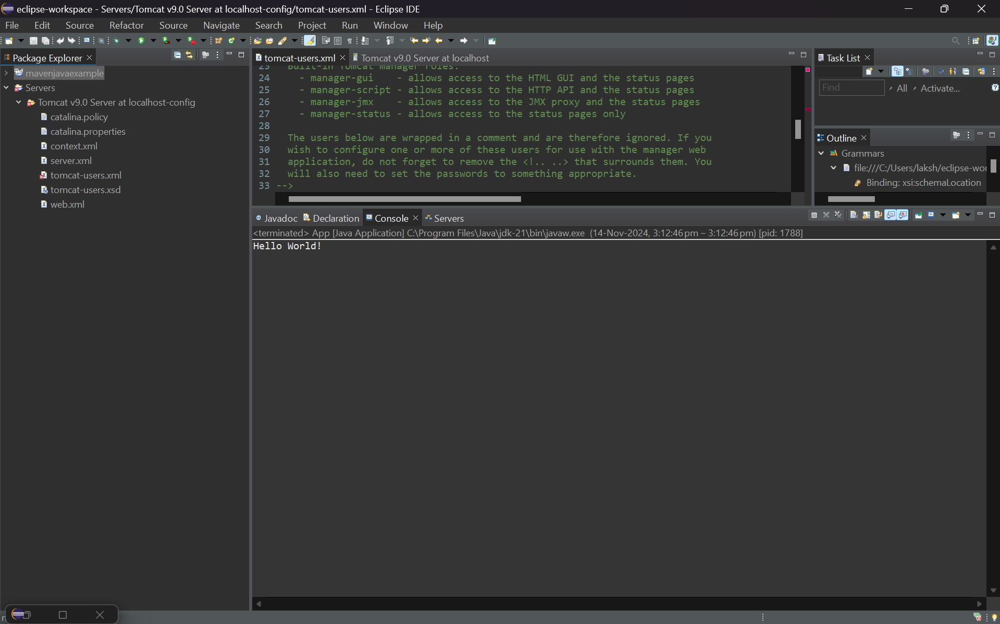 eclipse-workspace - Servers/Tomcat v9.0 Server at localhost-config/tomcat-users.xml - Eclipse IDE
File Edit Source Refactor Source Navigate Search Project Run Window Help
Package Explorer
mavenjavaexample
Servers
Tomcat v9.0 Server at localhost-config
catalina.policy
catalina.properties
context.xml
server.xml
tomcat-users.xml
tomcat-users.xsd
web.xml
tomcat-users.xml Tomcat v9.0 Server at localhost
23 Built-in Tomcat manager roles:
24 - manager-gui - allows access to the HTML GUI and the status pages
25 - manager-script - allows access to the HTTP API and the status pages
26 - manager-jmx - allows access to the JMX proxy and the status pages
27 - manager-status - allows access to the status pages only
28
29 The users below are wrapped in a comment and are therefore ignored. If you
30 wish to configure one or more of these users for use with the manager web
31 application, do not forget to remove the <!.. ..> that surrounds them. You
32 will also need to set the passwords to something appropriate.
33 -->
Task List
Find All Activate...
Outline
Grammars
file:///C:/Users/laksh/eclipse-wor
Binding: xsi:schemaLocation
Javadoc Declaration Console Servers
<terminated> App [Java Application] C:\Program Files\Java\jdk-21\bin\javaw.exe (14-Nov-2024, 3:12:46 pm – 3:12:46 pm) [pid: 1788]
Hello World!